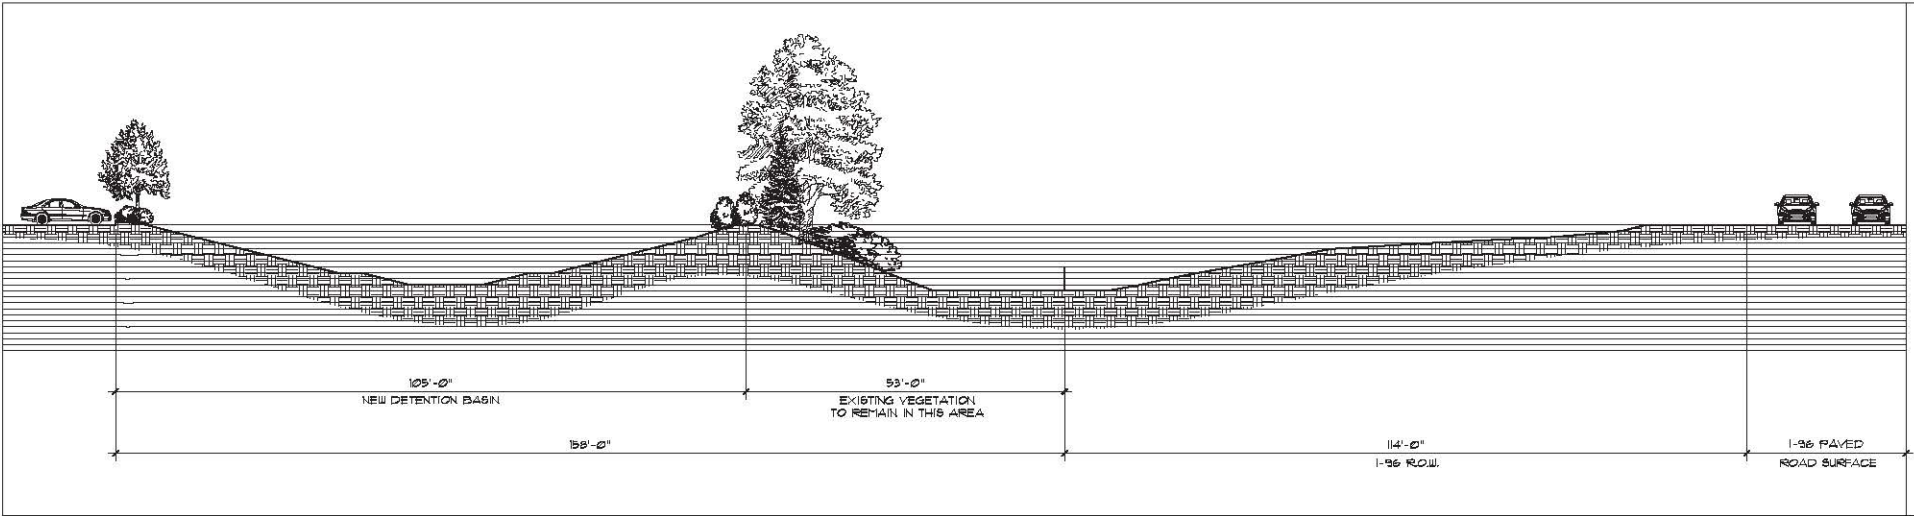 105'-0"
NEW DETENTION BASIN
53'-0"
EXISTING VEGETATION
TO REMAIN IN THIS AREA
158'-0"
114'-0"
I-96 R.O.W.
I-96 PAVED
ROAD SURFACE